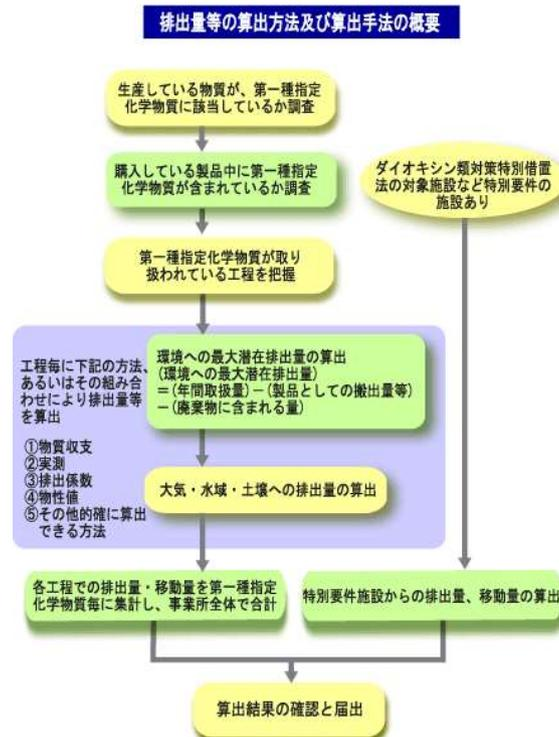 排出量等の算出方法及び算出手法の概要
生産している物質が、第一種指定
化学物質に該当しているか調査
購入している製品中に第一種指定
化学物質が含まれているか調査
ダイオキシン類対策特別借置
法の対象施設など特別要件の
施設あり
第一種指定化学物質が取り
扱われている工程を把握
工程毎に下記の方法、
あるいはその組み合
わせにより排出量等
を算出
①物質収支
②実測
③排出係数
④物性値
⑤その他的確に算出
できる方法
環境への最大潜在排出量の算出
(環境への最大潜在排出量)
＝(年間取扱量)－(製品としての搬出量等)
－(廃棄物に含まれる量)
大気・水域・土壌への排出量の算出
各工程での排出量・移動量を第一種指定
化学物質毎に集計し、事業所全体で合計
特別要件施設からの排出量、移動量の算出
算出結果の確認と届出